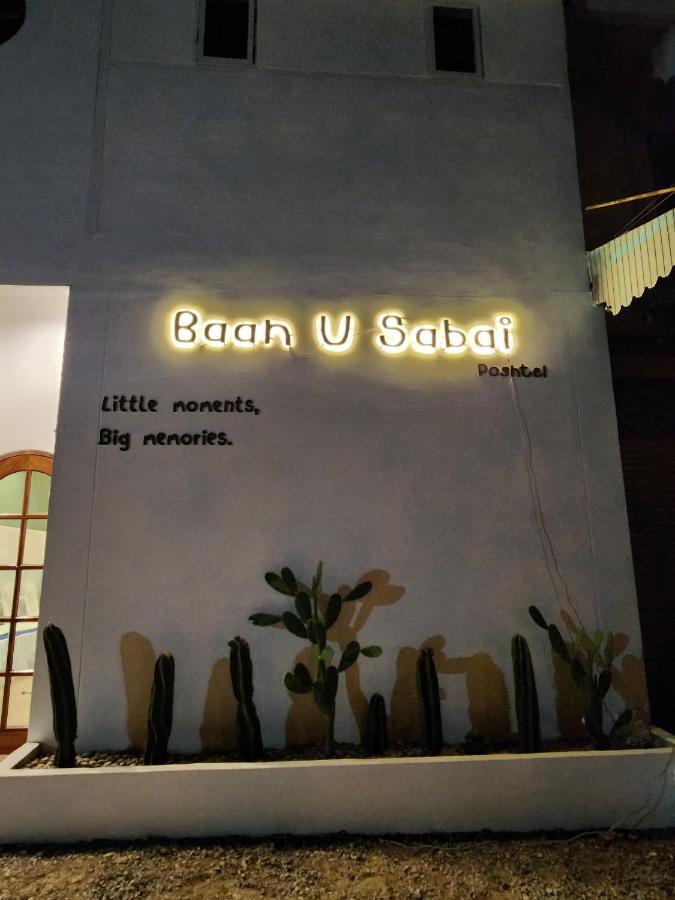 Baan U Sabai
Poshtel
Little moments,
Big memories.